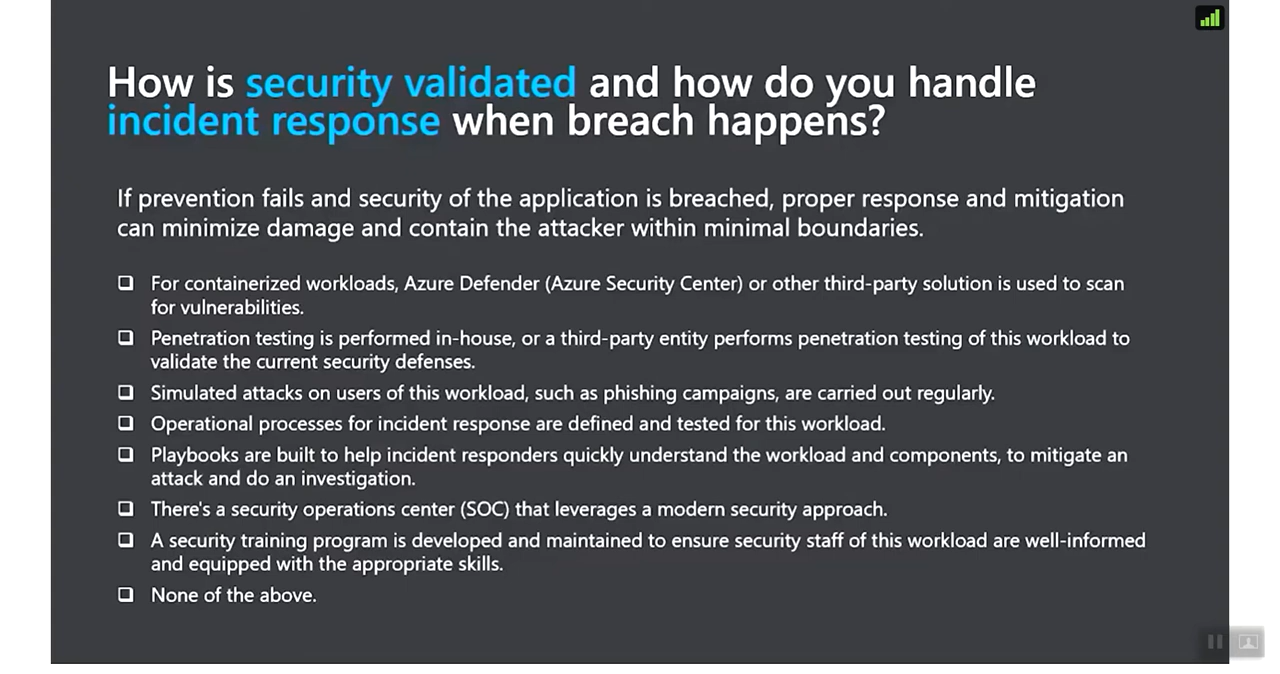 How is security validated and how do you handle
incident response when breach happens?
If prevention fails and security of the application is breached, proper response and mitigation
can minimize damage and contain the attacker within minimal boundaries.
For containerized workloads, Azure Defender (Azure Security Center) or other third-party solution is used to scan
for vulnerabilities.
Penetration testing is performed in-house, or a third-party entity performs penetration testing of this workload to
validate the current security defenses.
Simulated attacks on users of this workload, such as phishing campaigns, are carried out regularly.
Operational processes for incident response are defined and tested for this workload.
Playbooks are built to help incident responders quickly understand the workload and components, to mitigate an
attack and do an investigation.
There's a security operations center (SOC) that leverages a modern security approach.
A security training program is developed and maintained to ensure security staff of this workload are well-informed
and equipped with the appropriate skills.
None of the above.